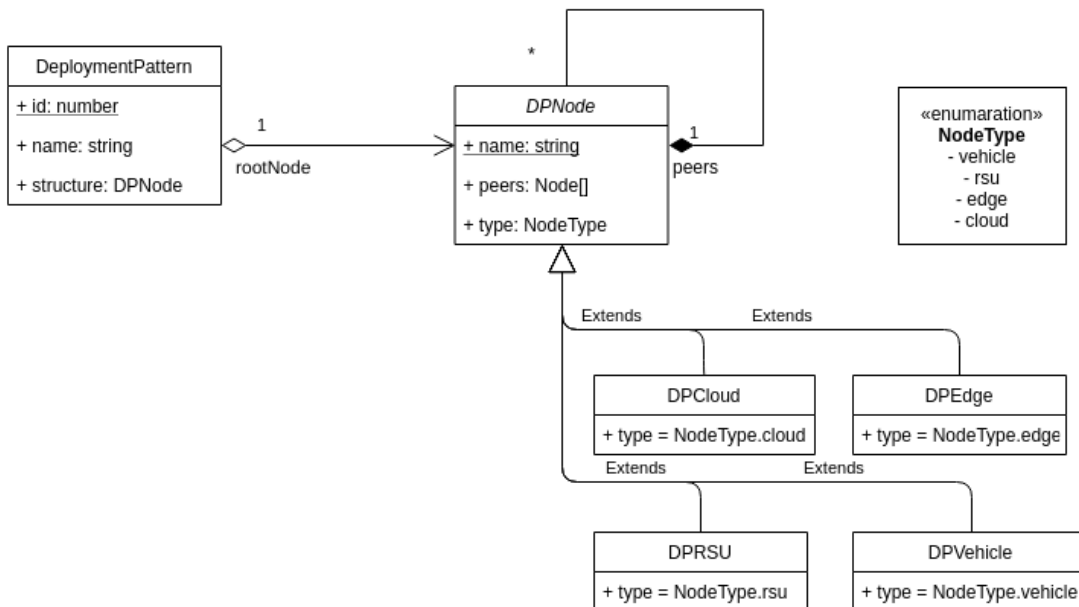 DeploymentPattern
+ id: number
+ name: string
+ structure: DPNode
1
rootNode
*
DPNode
+ name: string
+ peers: Node[]
+ type: NodeType
1
peers
«enumaration»
NodeType
- vehicle
- rsu
- edge
- cloud
Extends
Extends
DPCloud
+ type = NodeType.cloud
DPEdge
+ type = NodeType.edge
Extends
Extends
DPRSU
+ type = NodeType.rsu
DPVehicle
+ type = NodeType.vehicle